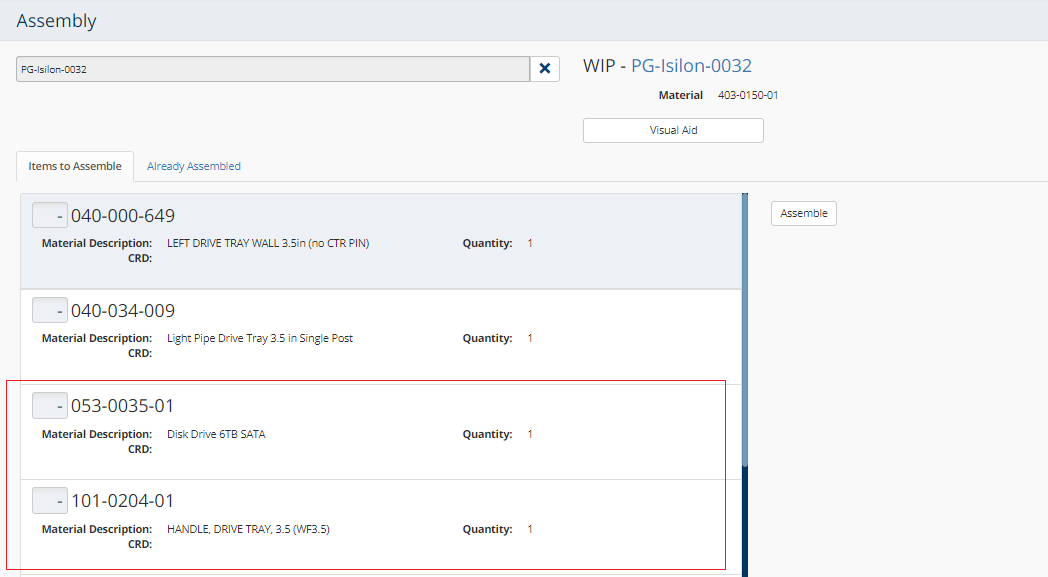 Assembly
PG-Isilon-0032
WIP - PG-Isilon-0032
Material 403-0150-01
Visual Aid
Items to Assemble Already Assembled
- 040-000-649
Material Description: LEFT DRIVE TRAY WALL 3.5in (no CTR PIN) Quantity: 1
CRD:
Assemble
- 040-034-009
Material Description: Light Pipe Drive Tray 3.5 in Single Post Quantity: 1
CRD:
- 053-0035-01
Material Description: Disk Drive 6TB SATA Quantity: 1
CRD:
- 101-0204-01
Material Description: HANDLE, DRIVE TRAY, 3.5 (WF3.5) Quantity: 1
CRD: